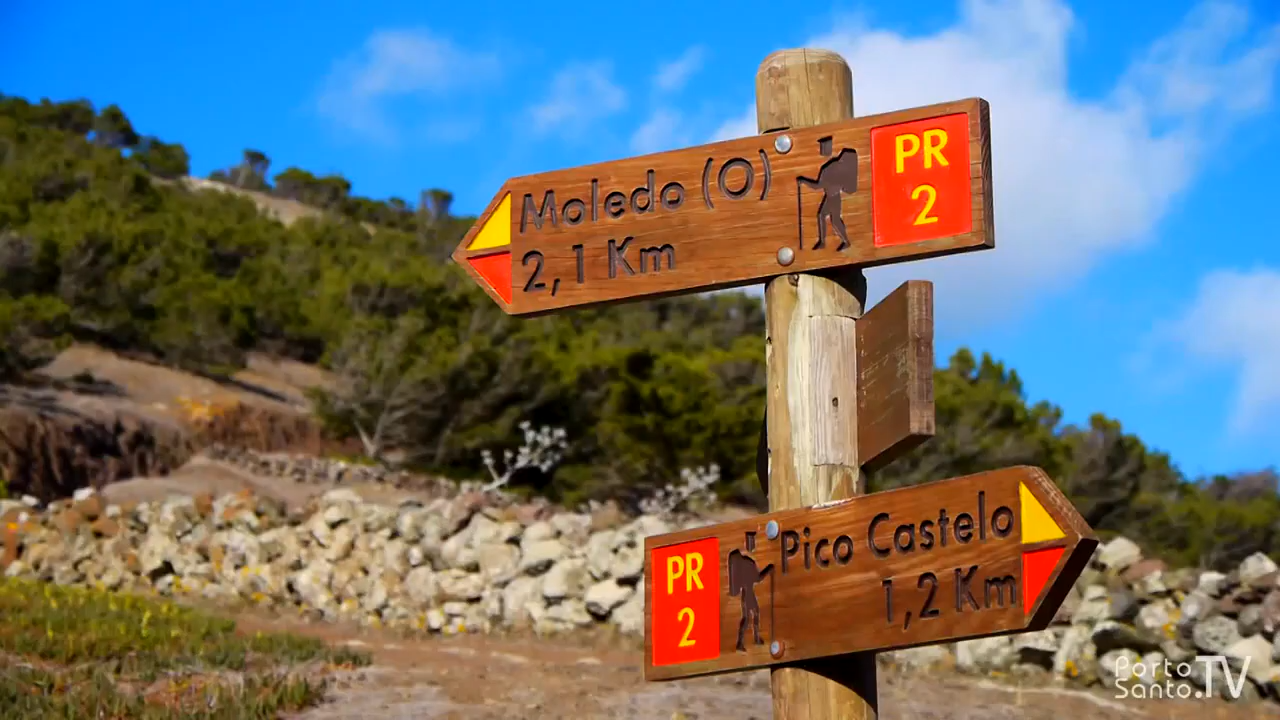 Moledo (O)
2,1 Km
PR
2
PR
2
Pico Castelo
1,2 Km
Porto
Santo.TV